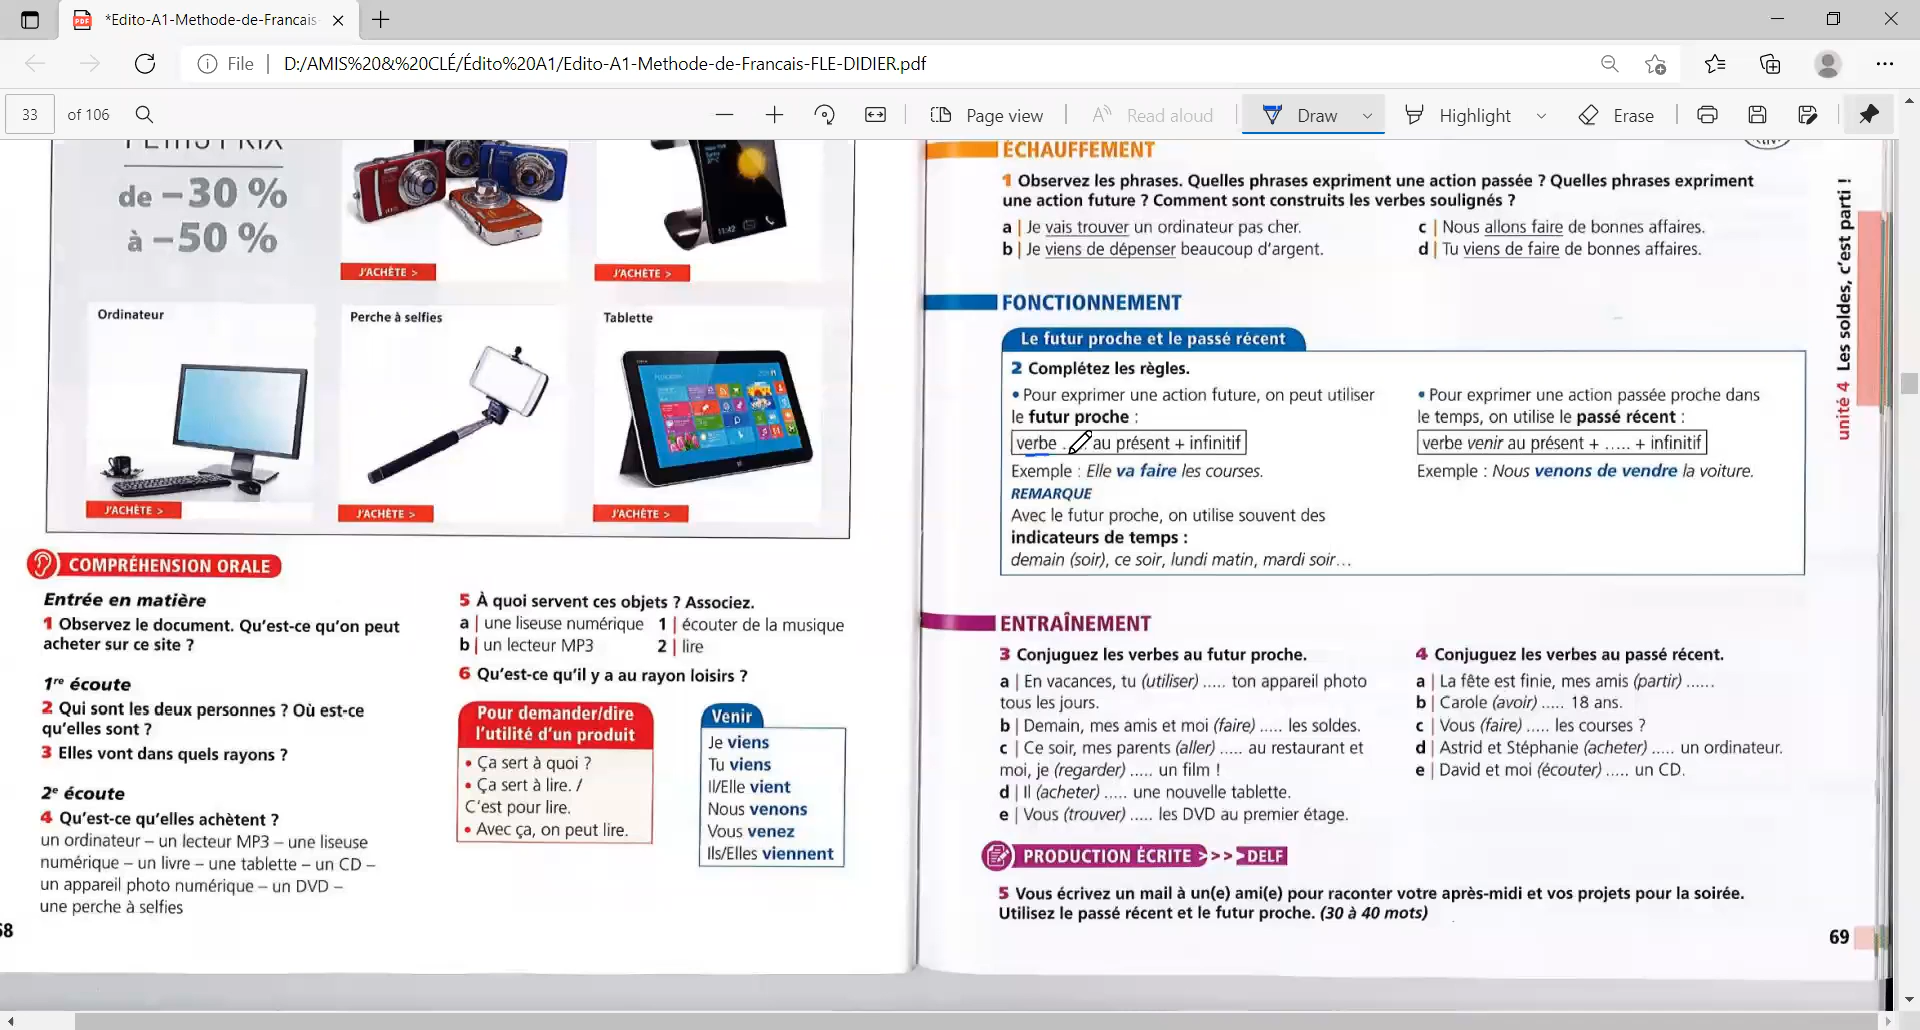 *Edito-A1-Methode-de-Francais-
File
D:/AMIS%20&%20CLÉ/Édito%20A1/Edito-A1-Methode-de-Francais-FLE-DIDIER.pdf
33 of 106
Page view
Read aloud
Draw
Highlight
Erase
de –30 %
à –50 %
J'ACHÈTE >
J'ACHÈTE >
Ordinateur
Perche à selfies
Tablette
J'ACHÈTE >
J'ACHÈTE >
J'ACHÈTE >
COMPRÉHENSION ORALE
Entrée en matière
1 Observez le document. Qu'est-ce qu'on peut
acheter sur ce site ?
1re écoute
2 Qui sont les deux personnes ? Où est-ce
qu'elles sont ?
3 Elles vont dans quels rayons ?
2e écoute
4 Qu'est-ce qu'elles achètent ?
un ordinateur – un lecteur MP3 – une liseuse
numérique – un livre – une tablette – un CD –
un appareil photo numérique – un DVD –
une perche à selfies
5 À quoi servent ces objets ? Associez.
a | une liseuse numérique 1 | écouter de la musique
b | un lecteur MP3 2 | lire
6 Qu'est-ce qu'il y a au rayon loisirs ?
Pour demander/dire
l'utilité d'un produit
• Ça sert à quoi ?
• Ça sert à lire. /
C'est pour lire.
• Avec ça, on peut lire.
Venir
Je viens
Tu viens
Il/Elle vient
Nous venons
Vous venez
Ils/Elles viennent
68
ÉCHAUFFEMENT
1 Observez les phrases. Quelles phrases expriment une action passée ? Quelles phrases expriment
une action future ? Comment sont construits les verbes soulignés ?
a | Je vais trouver un ordinateur pas cher.
b | Je viens de dépenser beaucoup d'argent.
c | Nous allons faire de bonnes affaires.
d | Tu viens de faire de bonnes affaires.
FONCTIONNEMENT
Le futur proche et le passé récent
2 Complétez les règles.
• Pour exprimer une action future, on peut utiliser
le futur proche :
verbe . au présent + infinitif
Exemple : Elle va faire les courses.
REMARQUE
Avec le futur proche, on utilise souvent des
indicateurs de temps :
demain (soir), ce soir, lundi matin, mardi soir...
• Pour exprimer une action passée proche dans
le temps, on utilise le passé récent :
verbe venir au présent + ..... + infinitif
Exemple : Nous venons de vendre la voiture.
ENTRAÎNEMENT
3 Conjuguez les verbes au futur proche.
a | En vacances, tu (utiliser) ..... ton appareil photo
tous les jours.
b | Demain, mes amis et moi (faire) ..... les soldes.
c | Ce soir, mes parents (aller) ..... au restaurant et
moi, je (regarder) ..... un film !
d | Il (acheter) ..... une nouvelle tablette.
e | Vous (trouver) ..... les DVD au premier étage.
4 Conjuguez les verbes au passé récent.
a | La fête est finie, mes amis (partir) ......
b | Carole (avoir) ..... 18 ans.
c | Vous (faire) ..... les courses ?
d | Astrid et Stéphanie (acheter) ..... un ordinateur.
e | David et moi (écouter) ..... un CD.
PRODUCTION ÉCRITE >>> DELF
5 Vous écrivez un mail à un(e) ami(e) pour raconter votre après-midi et vos projets pour la soirée.
Utilisez le passé récent et le futur proche. (30 à 40 mots)
69
unité 4 Les soldes, c'est parti !